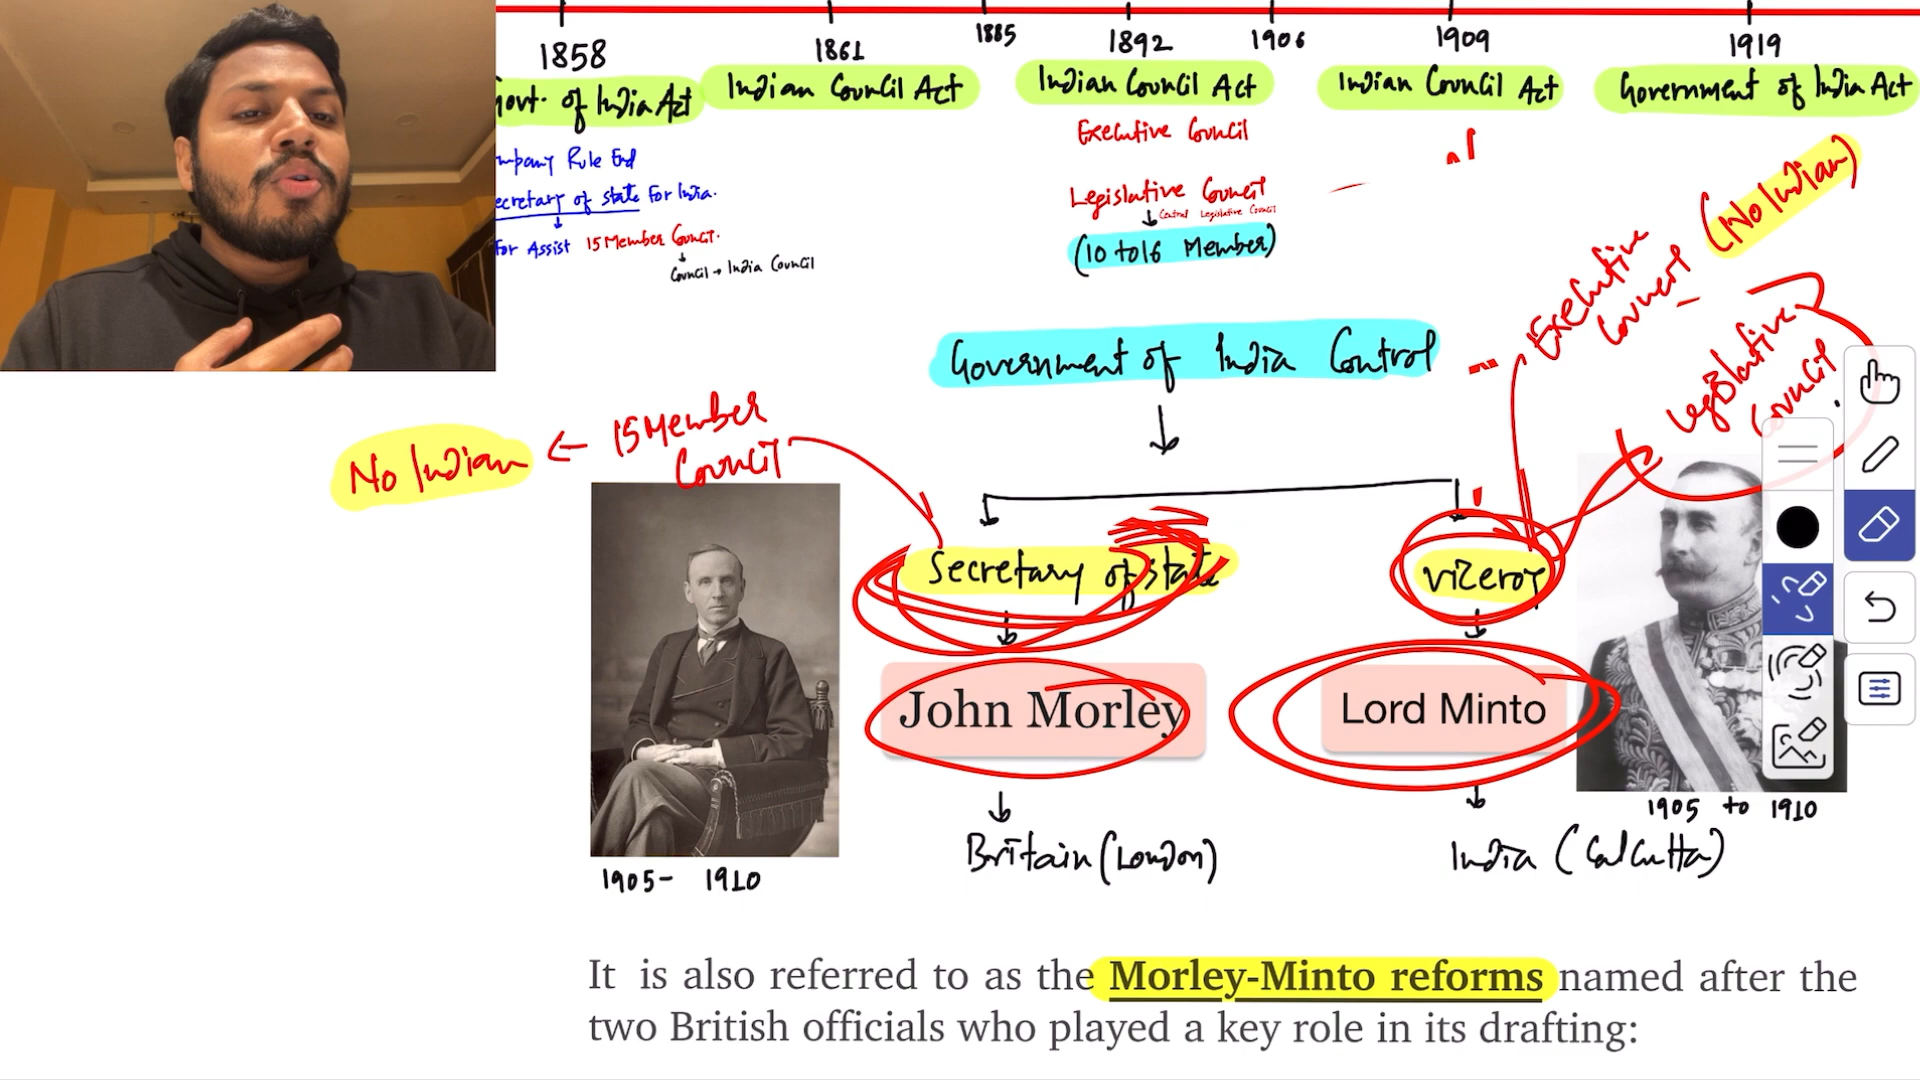 1858
1861
1885
1892
1906
1909
1919
Govt. of India Act
Indian Council Act
Indian Council Act
Indian Council Act
Government of India Act
mpany Rule End
ecretary of state For India.
For Assist 15 Member Council.
Council → India Council
Executive Council
Legislative Council
Central Legislative Council
(10 to 16 Member)
Executive
Council
(No Indian)
Legislative
Council
Government of India Control
No Indian ← 15 Member
Council
Secretary of state
Viceroy
John Morley
Lord Minto
1905 - 1910
1905 to 1910
Britain (London)
India (Calcutta)
It is also referred to as the Morley-Minto reforms named after the
two British officials who played a key role in its drafting: